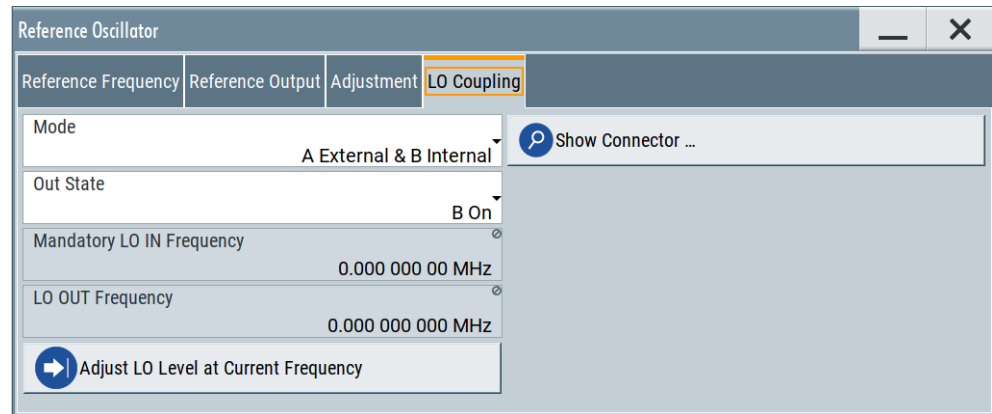 Reference Oscillator
Reference Frequency Reference Output Adjustment LO Coupling
Mode
A External & B Internal
Show Connector ...
Out State
B On
Mandatory LO IN Frequency
0.000 000 00 MHz
LO OUT Frequency
0.000 000 000 MHz
Adjust LO Level at Current Frequency